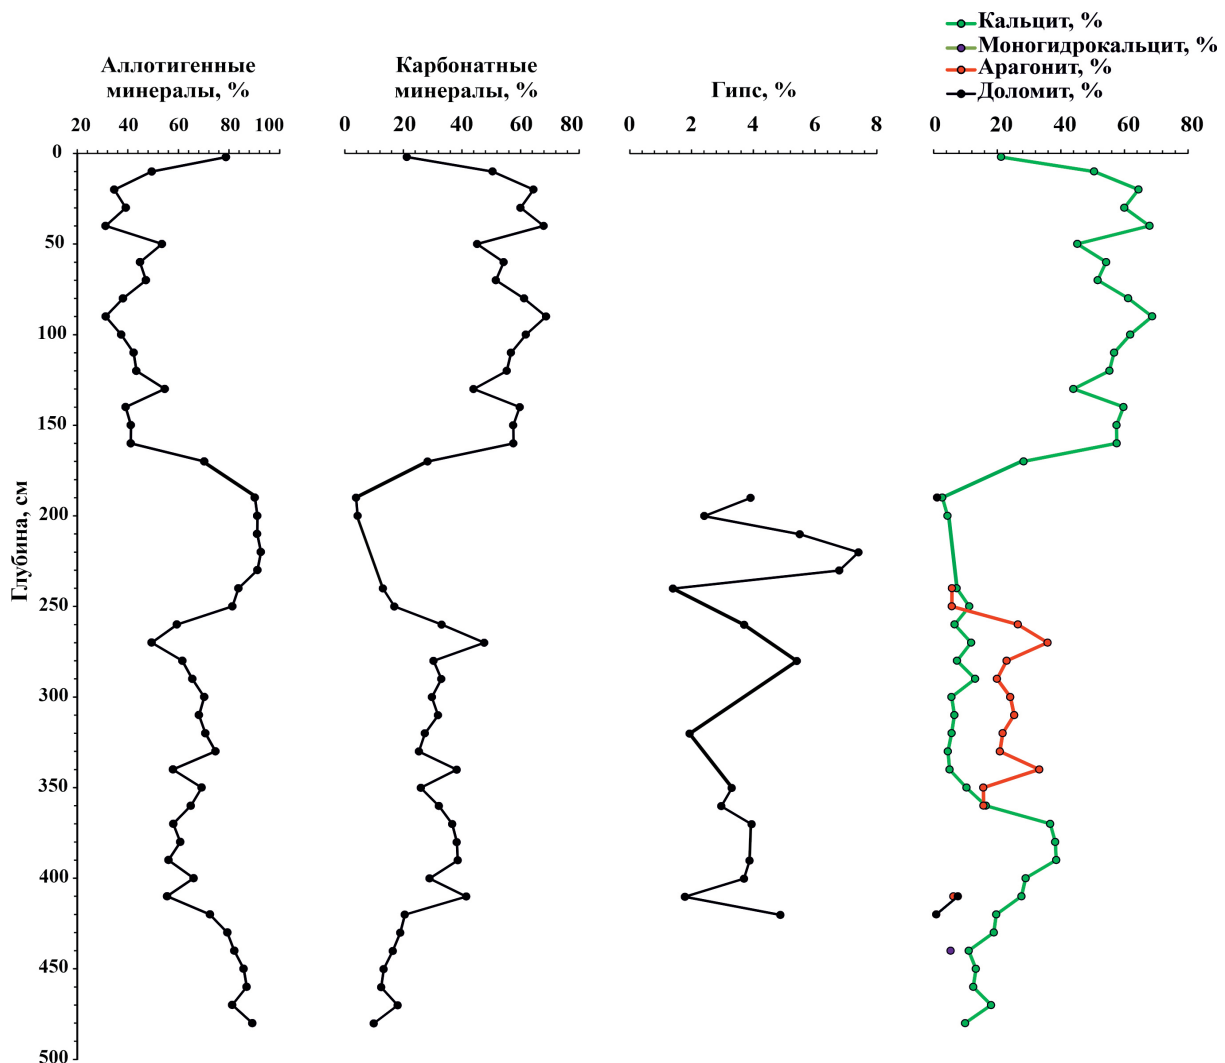 Кальцит, %
Моногидрокальцит, %
Арагонит, %
Доломит, %
Аллотигенные
минералы, %
Карбонатные
минералы, %
Гипс, %
20 40 60 80 100
0 20 40 60 80
0 2 4 6 8
0 20 40 60 80
0
50
100
150
200
250
300
350
400
450
500
Глубина, см